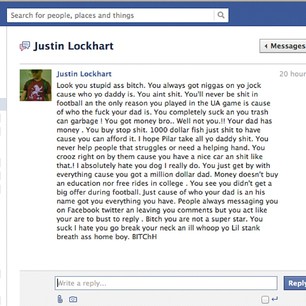 Search for people, places and things
Justin Lockhart
Messages
Justin Lockhart
20 hour
Look you stupid ass bitch. You always got niggas on yo jock
cause who yo daddy is. You aint shit. You'll never be shit in
football an the only reason you played in the UA game is cause
of who the fuck your dad is. You completely suck an you trash
can garbage ! You got money bro.. Well not you.!! Your dad has
money . You buy stop shit. 1000 dollar fish just shit to have
cause you can afford it. I hope Pilar take all yo daddy shit. You
never help people that struggles or need a helping hand. You
crooz right on by them cause you have a nice car an shit like
that.! I absolutely hate you dog I really do. You just get by with
everything cause you got a million dollar dad. Money doesn't buy
an education nor free rides in college . You see you didn't get a
big offer during football. Just cause of who your dad is an his
name got you everything you have. People always messaging you
on Facebook twitter an leaving you comments but you act like
your are to bust to reply . Bitch you are not a super star. You
suck I hate you go break your neck an ill whoop yo Lil stank
breath ass home boy. BITChH
Write a reply...
Repl